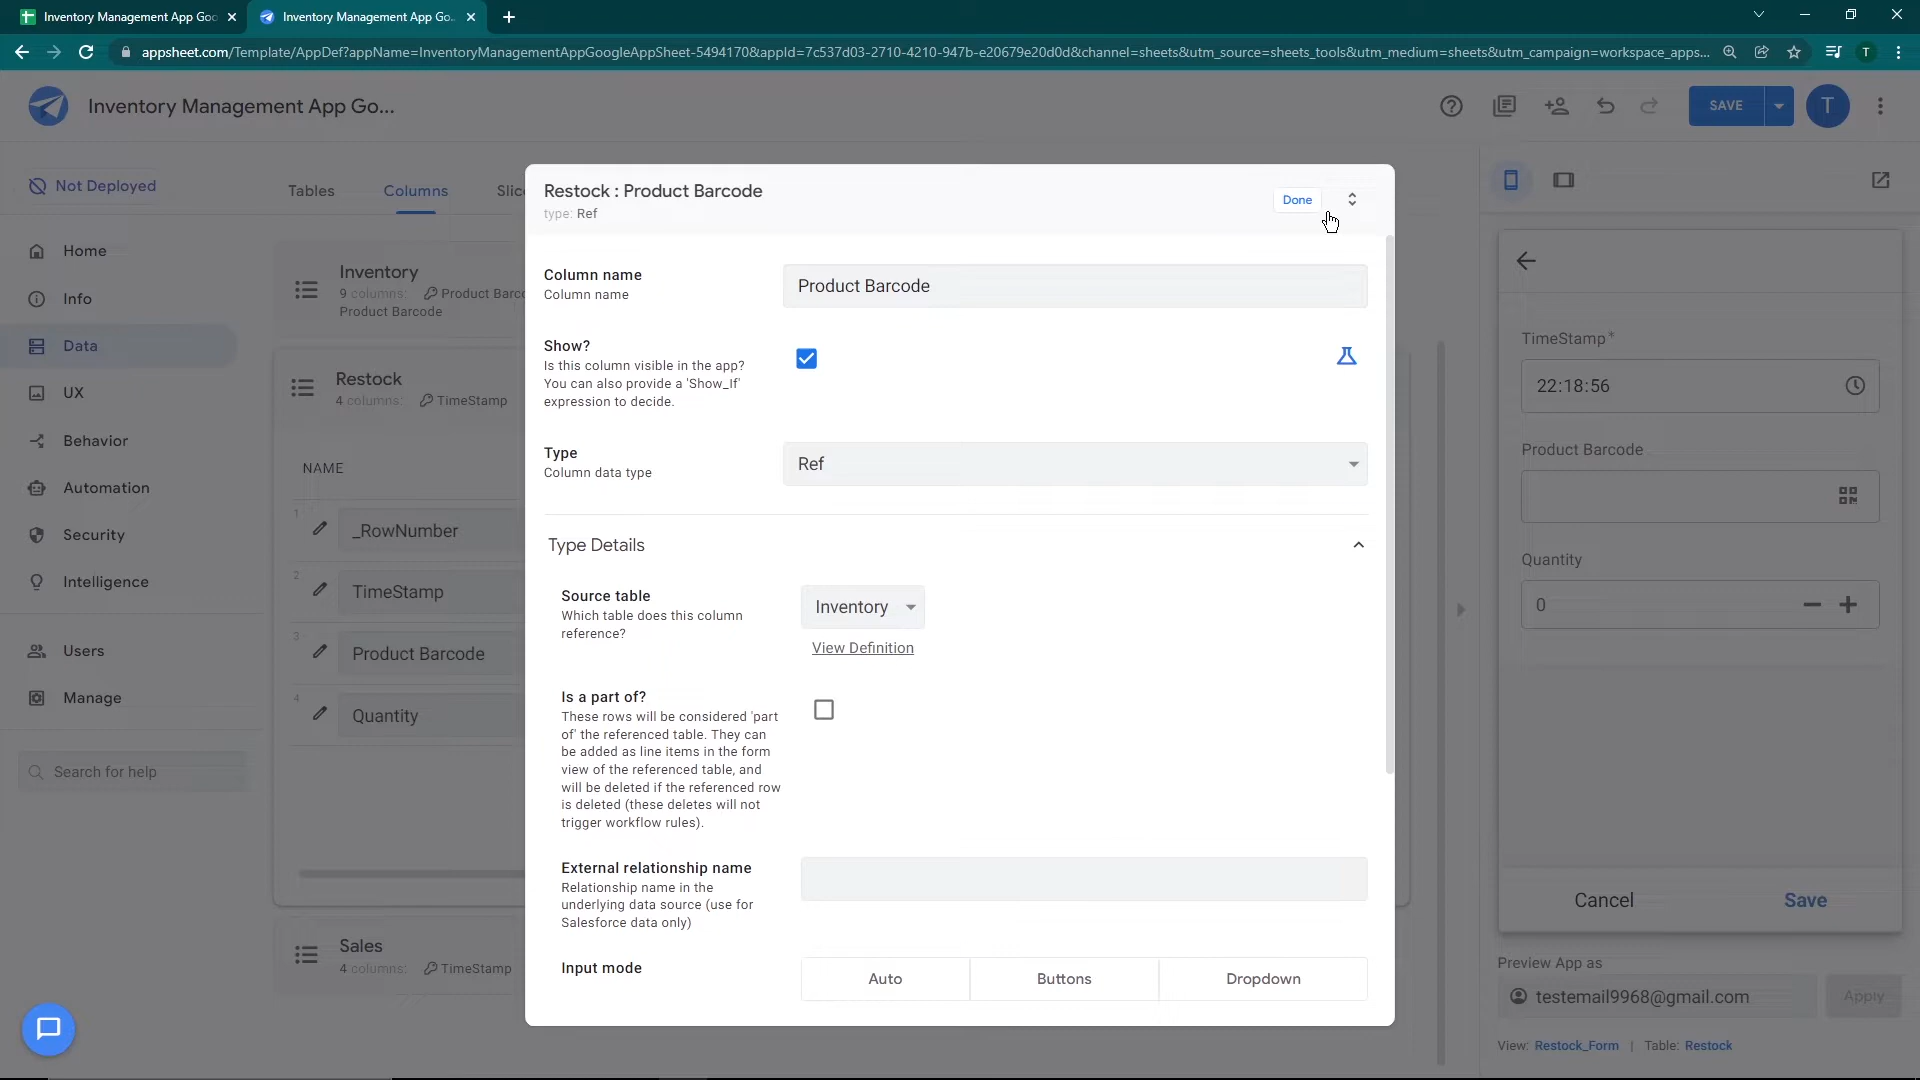 Inventory Management App Goo
Inventory Management App Go...
appsheet.com/Template/AppDef?appName=InventoryManagementAppGoogleAppSheet-5494170&appId=7c537d03-2710-4210-947b-e20679e20d0d&channel=sheets&utm_source=sheets_tools&utm_medium=sheets&utm_campaign=workspace_apps...
T
Inventory Management App Go...
SAVE
T
Not Deployed
Tables
Columns
Slic
Home
Info
Data
UX
Behavior
Automation
Security
Intelligence
Users
Manage
Search for help
Inventory
9 columns: Product Barc
Product Barcode
Restock
4 columns: TimeStamp
NAME
1 _RowNumber
2 TimeStamp
3 Product Barcode
4 Quantity
Sales
4 columns: TimeStamp
Restock : Product Barcode
type: Ref
Done
Column name
Column name
Product Barcode
Show?
Is this column visible in the app?
You can also provide a 'Show_If'
expression to decide.
Type
Column data type
Ref
Type Details
Source table
Which table does this column
reference?
Inventory
View Definition
Is a part of?
These rows will be considered 'part
of' the referenced table. They can
be added as line items in the form
view of the referenced table, and
will be deleted if the referenced row
is deleted (these deletes will not
trigger workflow rules).
External relationship name
Relationship name in the
underlying data source (use for
Salesforce data only)
Input mode
Auto
Buttons
Dropdown
TimeStamp*
22:18:56
Product Barcode
Quantity
0
Cancel
Save
Preview App as
testemail9968@gmail.com
Apply
View: Restock_Form | Table: Restock